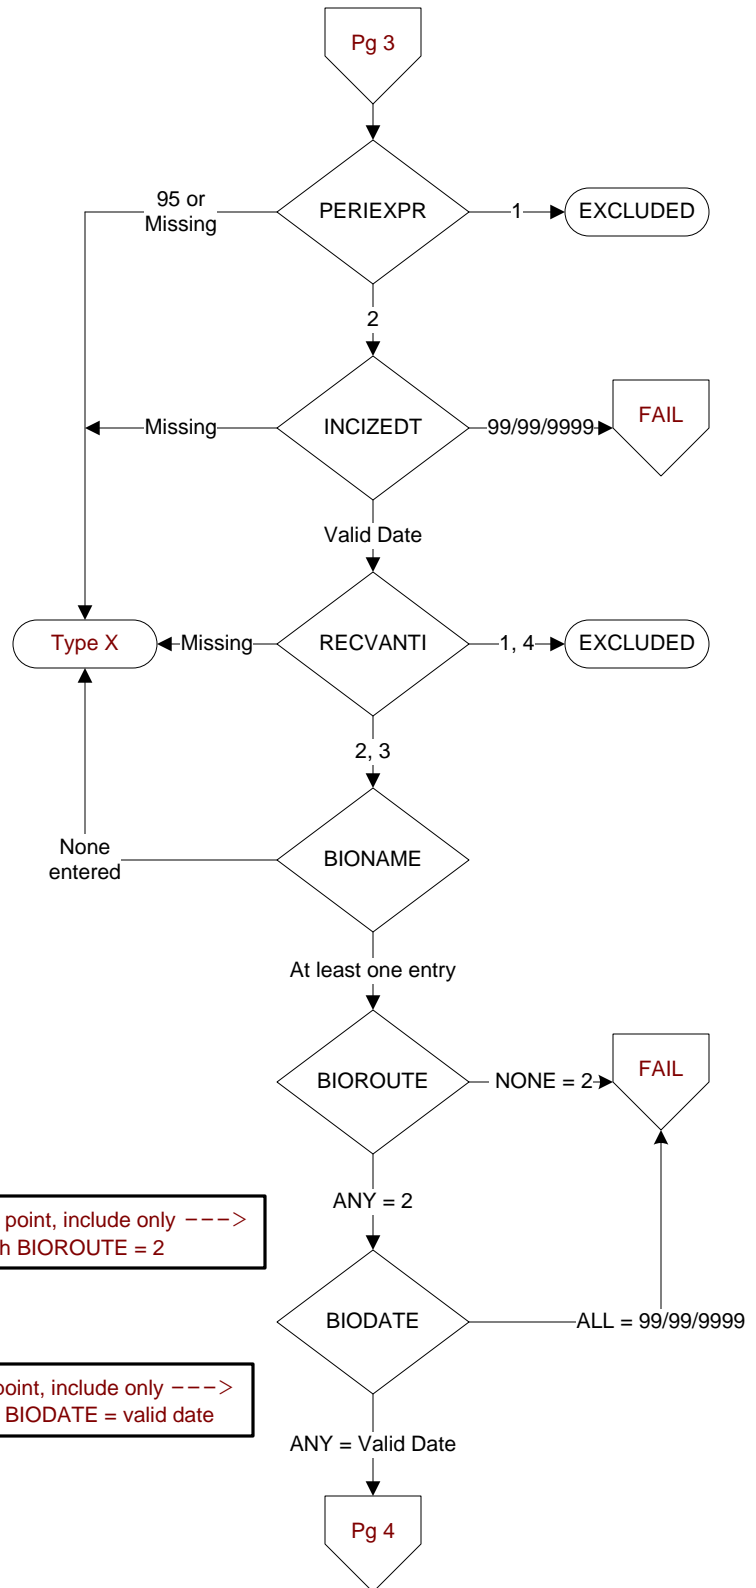 Pg 3
95 or
Missing
PERIEXPR
1
EXCLUDED
2
Missing
INCIZEDT
99/99/9999
FAIL
Valid Date
Type X
Missing
RECVANTI
1, 4
EXCLUDED
2, 3
None
entered
BIONAME
At least one entry
BIOROUTE
NONE = 2
FAIL
ANY = 2
point, include only --->
h BIOROUTE = 2
BIODATE
ALL = 99/99/9999
point, include only --->
BIODATE = valid date
ANY = Valid Date
Pg 4